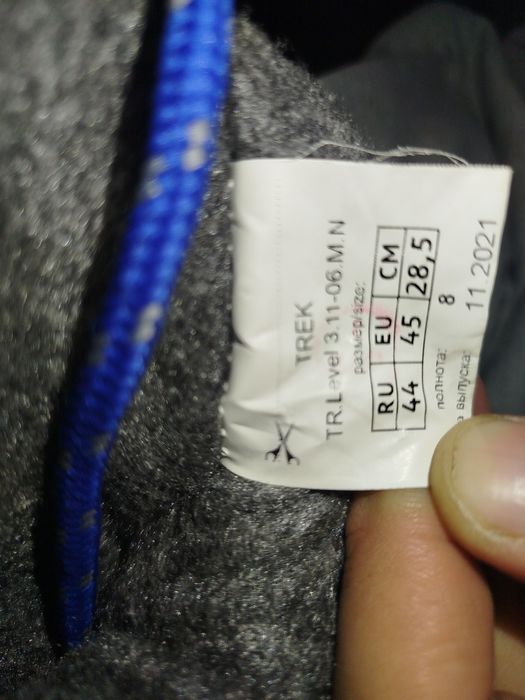 TREK
TR.Level 3.11-06.M.N
размер/size:
RU EU CM
44 45 28,5
полнота: 8
выпуска: 11.2021